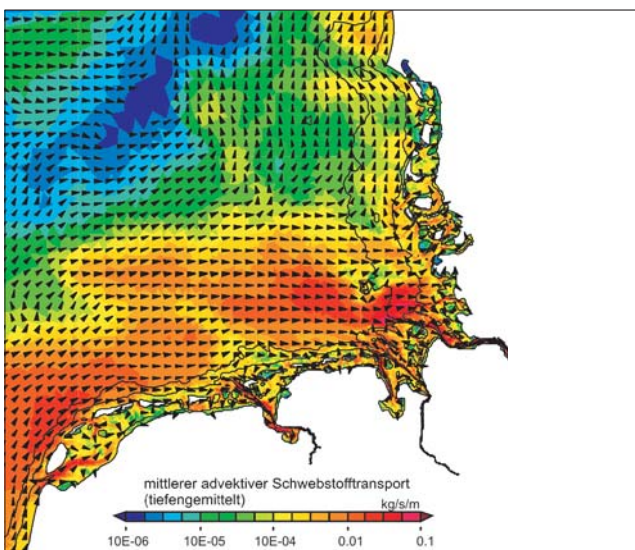 mittlerer advektiver Schwebstofftransport
(tiefengemittelt)
kg/s/m
10E-06 10E-05 10E-04 0.01 0.1